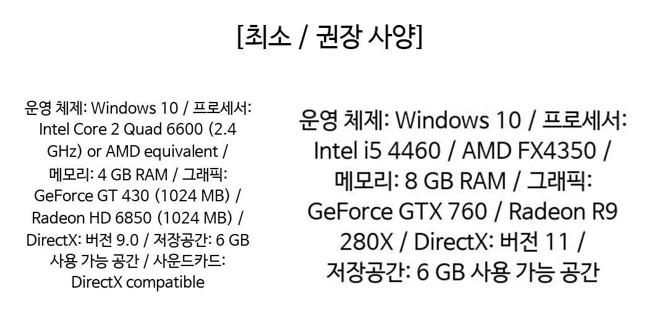 [최소 / 권장 사양]
운영 체제: Windows 10 / 프로세서:
Intel Core 2 Quad 6600 (2.4
GHz) or AMD equivalent /
메모리: 4 GB RAM / 그래픽:
GeForce GT 430 (1024 MB) /
Radeon HD 6850 (1024 MB) /
DirectX: 버전 9.0 / 저장공간: 6 GB
사용 가능 공간 / 사운드카드:
DirectX compatible
운영 체제: Windows 10 / 프로세서:
Intel i5 4460 / AMD FX4350 /
메모리: 8 GB RAM / 그래픽:
GeForce GTX 760 / Radeon R9
280X / DirectX: 버전 11 /
저장공간: 6 GB 사용 가능 공간